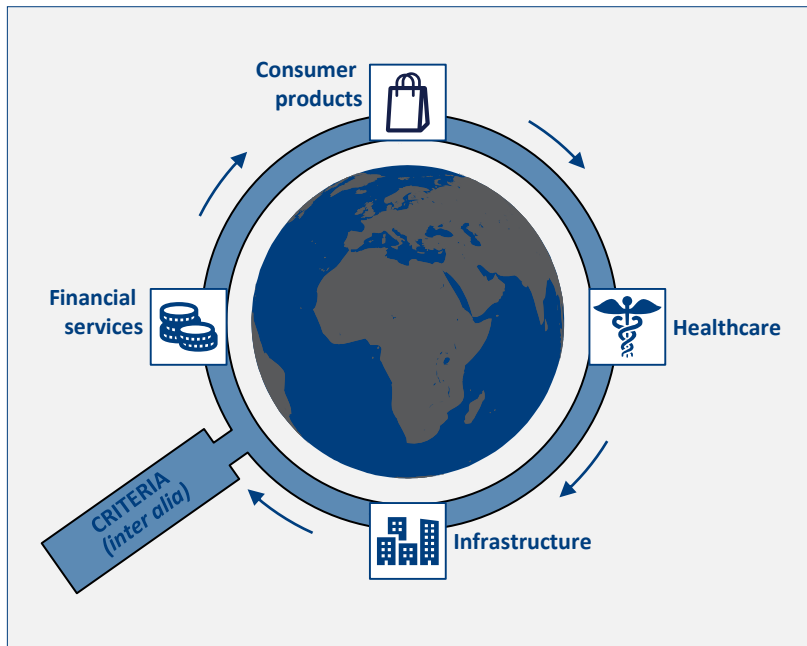 Consumer
products
Financial
services
Healthcare
Infrastructure
CRITERIA
(inter alia)